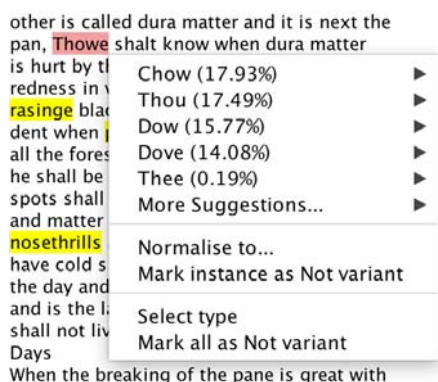 other is called dura matter and it is next the
pan, Thowe shalt know when dura matter
is hurt by
redness in
rasinge
dent when
all the fores
he shall be
spots shall
and matter
nosethrills
have cold
the day and
and is the
shall not
Days
When the breaking of the pane is great with
Chow (17.93%)
Thou (17.49%)
Dow (15.77%)
Dove (14.08%)
Thee (0.19%)
More Suggestions...
Normalise to...
Mark instance as Not variant
Select type
Mark all as Not variant